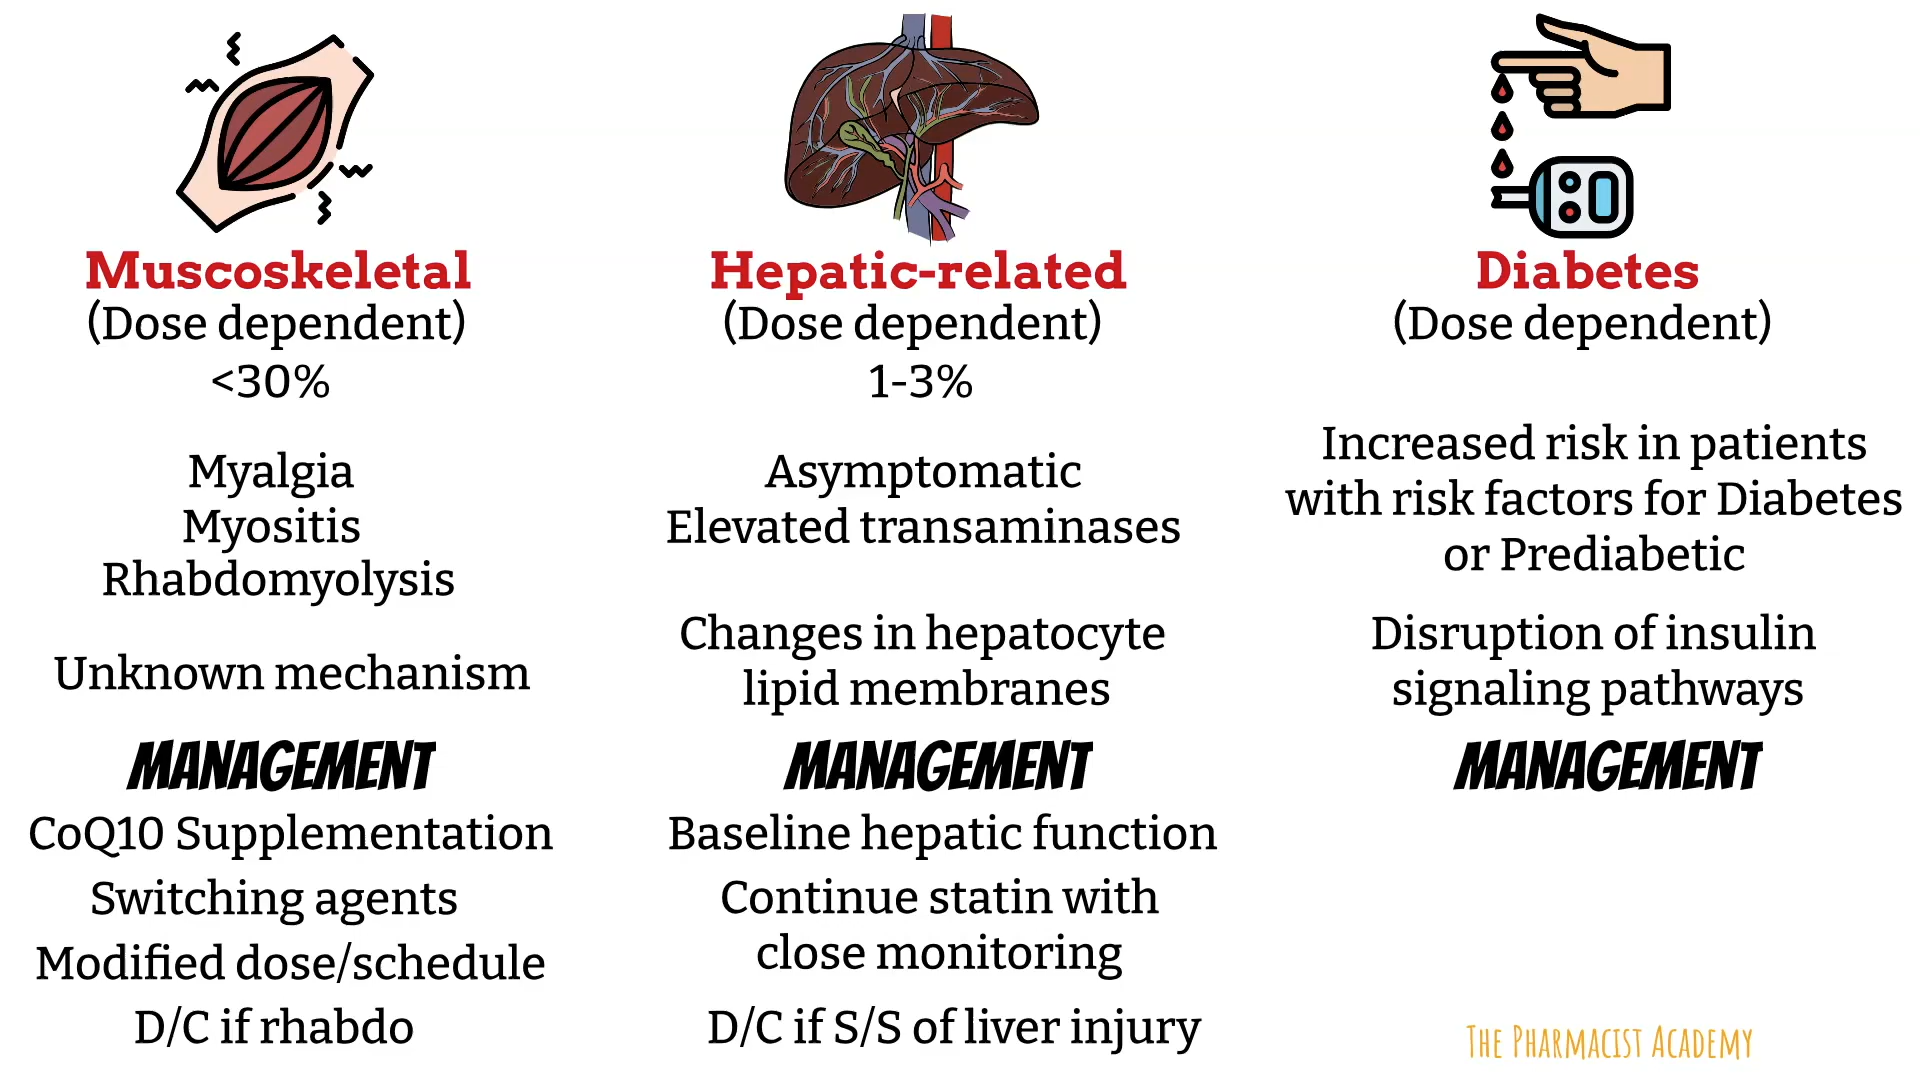 Muscoskeletal
(Dose dependent)
<30%
Myalgia
Myositis
Rhabdomyolysis
Unknown mechanism
MANAGEMENT
CoQ10 Supplementation
Switching agents
Modified dose/schedule
D/C if rhabdo
Hepatic-related
(Dose dependent)
1-3%
Asymptomatic
Elevated transaminases
Changes in hepatocyte
lipid membranes
MANAGEMENT
Baseline hepatic function
Continue statin with
close monitoring
D/C if S/S of liver injury
Diabetes
(Dose dependent)
Increased risk in patients
with risk factors for Diabetes
or Prediabetic
Disruption of insulin
signaling pathways
MANAGEMENT
The Pharmacist Academy